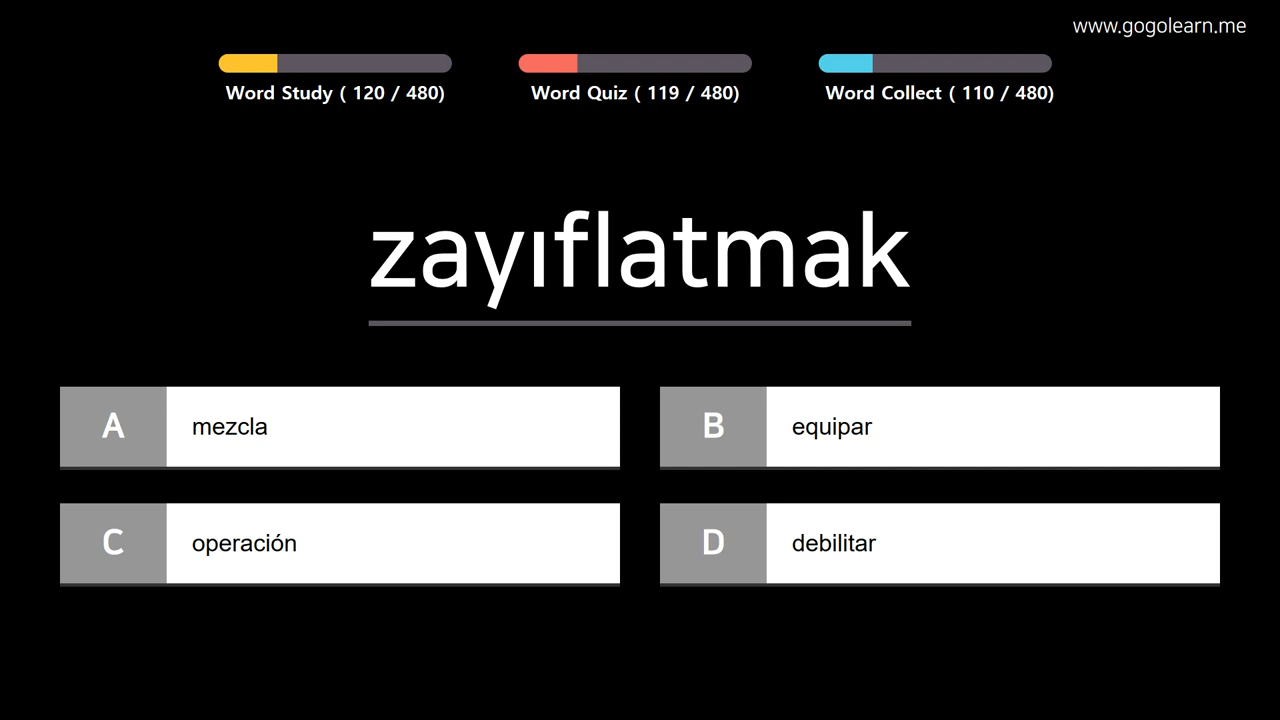 www.gogolearn.me
Word Study ( 120 / 480)
Word Quiz ( 119 / 480)
Word Collect ( 110 / 480)
zayıflatmak
A mezcla
B equipar
C operación
D debilitar